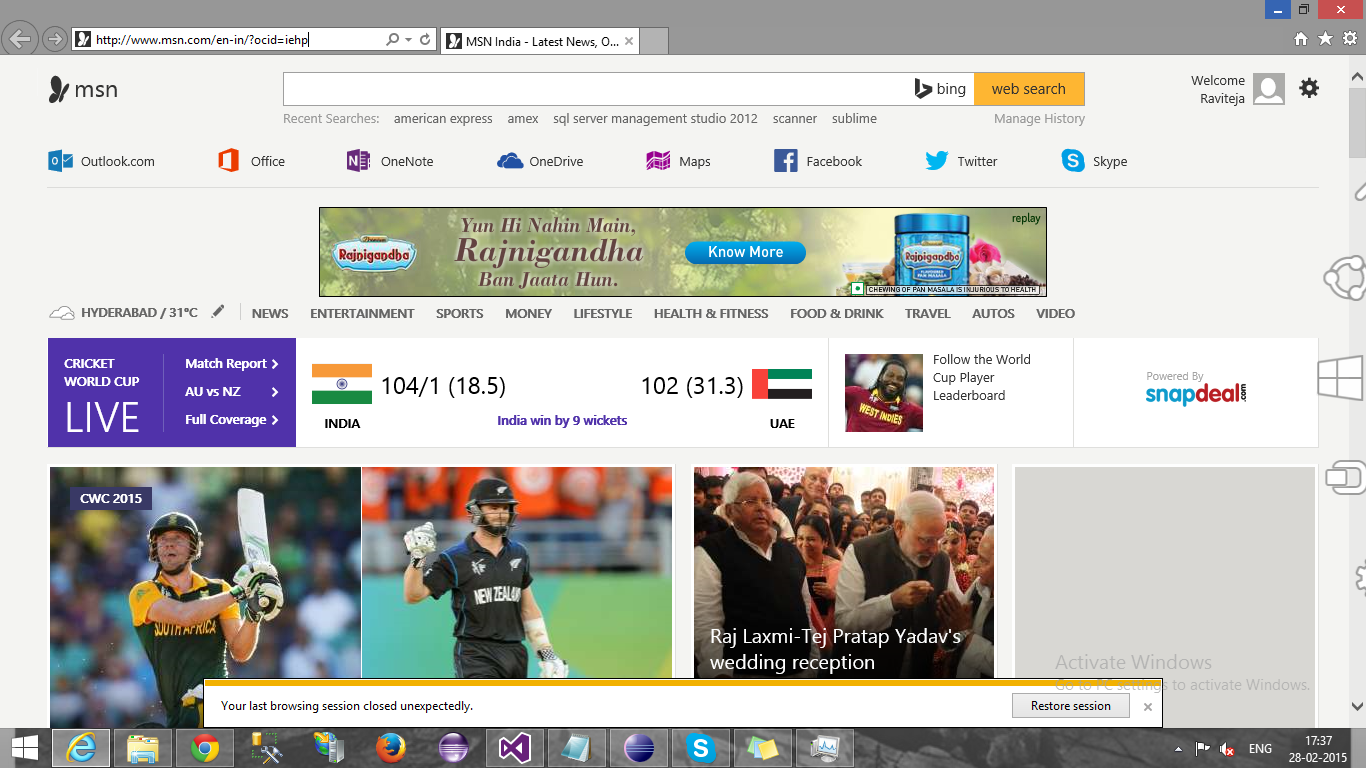 http://www.msn.com/en-in/?ocid=iehp
MSN India - Latest News, O...
msn
bing
web search
Welcome
Raviteja
Recent Searches: american express amex sql server management studio 2012 scanner sublime
Manage History
Outlook.com Office OneNote OneDrive Maps Facebook Twitter Skype
Rajnigandha
Yun Hi Nahin Main,
Rajnigandha
Ban Jaata Hun.
Know More
replay
Rajnigandha
CHEWING OF PAN MASALA IS INJURIOUS TO HEALTH
HYDERABAD / 31°C
NEWS ENTERTAINMENT SPORTS MONEY LIFESTYLE HEALTH & FITNESS FOOD & DRINK TRAVEL AUTOS VIDEO
CRICKET
WORLD CUP
LIVE
Match Report
AU vs NZ
Full Coverage
104/1 (18.5)
102 (31.3)
India win by 9 wickets
INDIA
UAE
WEST INDIES
Follow the World
Cup Player
Leaderboard
Powered By
snapdeal.com
CWC 2015
SOUTH AFRICA
NEW ZEALAND
Raj Laxmi-Tej Pratap Yadav's
wedding reception
Activate Windows
Go to PC settings to activate Windows.
Your last browsing session closed unexpectedly.
Restore session
ENG
17:37
28-02-2015